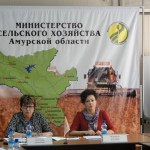 МИНИСТЕРСТВО
СЕЛЬСКОГО ХОЗЯЙСТВА
Амурской области